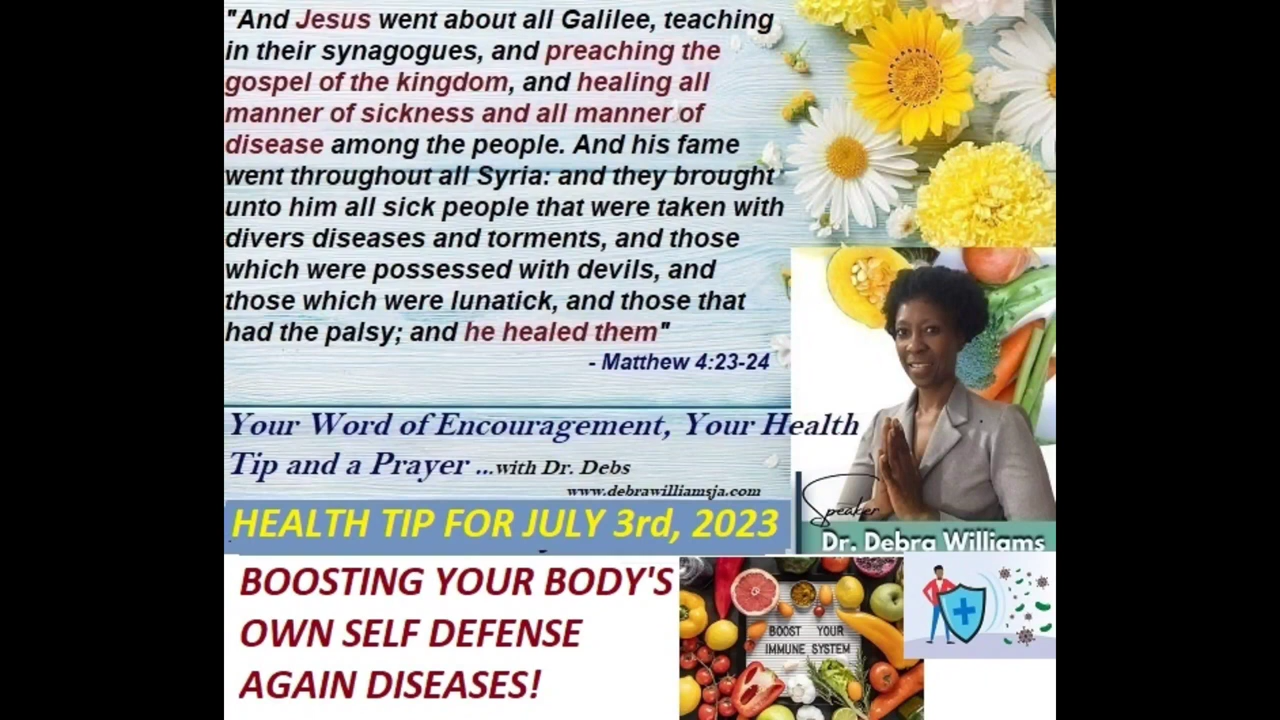 "And Jesus went about all Galilee, teaching
in their synagogues, and preaching the
gospel of the kingdom, and healing all
manner of sickness and all manner of
disease among the people. And his fame
went throughout all Syria: and they brought
unto him all sick people that were taken with
divers diseases and torments, and those
which were possessed with devils, and
those which were lunatick, and those that
had the palsy; and he healed them"
- Matthew 4:23-24
Your Word of Encouragement, Your Health
Tip and a Prayer ...with Dr. Debs
www.debrawilliamsja.com
Speaker
Dr. Debra Williams
HEALTH TIP FOR JULY 3rd, 2023
BOOSTING YOUR BODY'S
OWN SELF DEFENSE
AGAIN DISEASES!
BOOST YOUR
IMMUNE SYSTEM